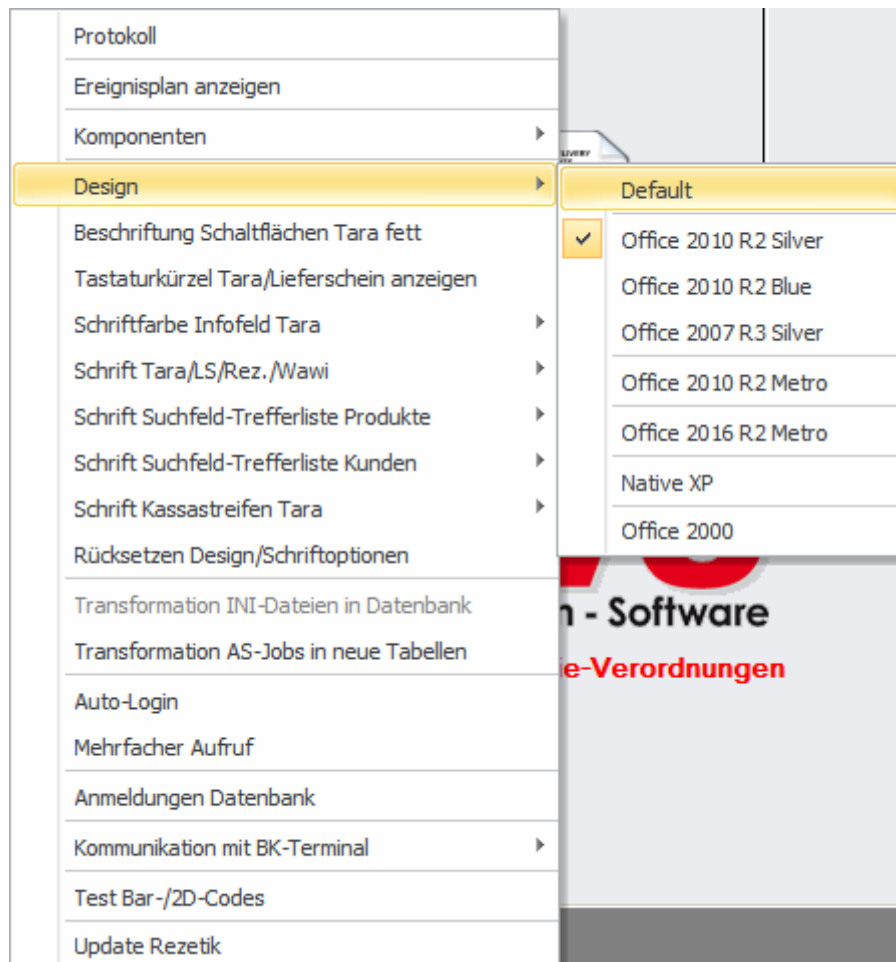 Protokoll
Ereignisplan anzeigen
Komponenten
Design
Beschriftung Schaltflächen Tara fett
Tastaturkürzel Tara/Lieferschein anzeigen
Schriftfarbe Infofeld Tara
Schrift Tara/LS/Rez./Wawi
Schrift Suchfeld-Trefferliste Produkte
Schrift Suchfeld-Trefferliste Kunden
Schrift Kassastreifen Tara
Rücksetzen Design/Schriftoptionen
Transformation INI-Dateien in Datenbank
Transformation AS-Jobs in neue Tabellen
Auto-Login
Mehrfacher Aufruf
Anmeldungen Datenbank
Kommunikation mit BK-Terminal
Test Bar-/2D-Codes
Update Rezetik
Default
Office 2010 R2 Silver
Office 2010 R2 Blue
Office 2007 R3 Silver
Office 2010 R2 Metro
Office 2016 R2 Metro
Native XP
Office 2000
n - Software
ie-Verordnungen